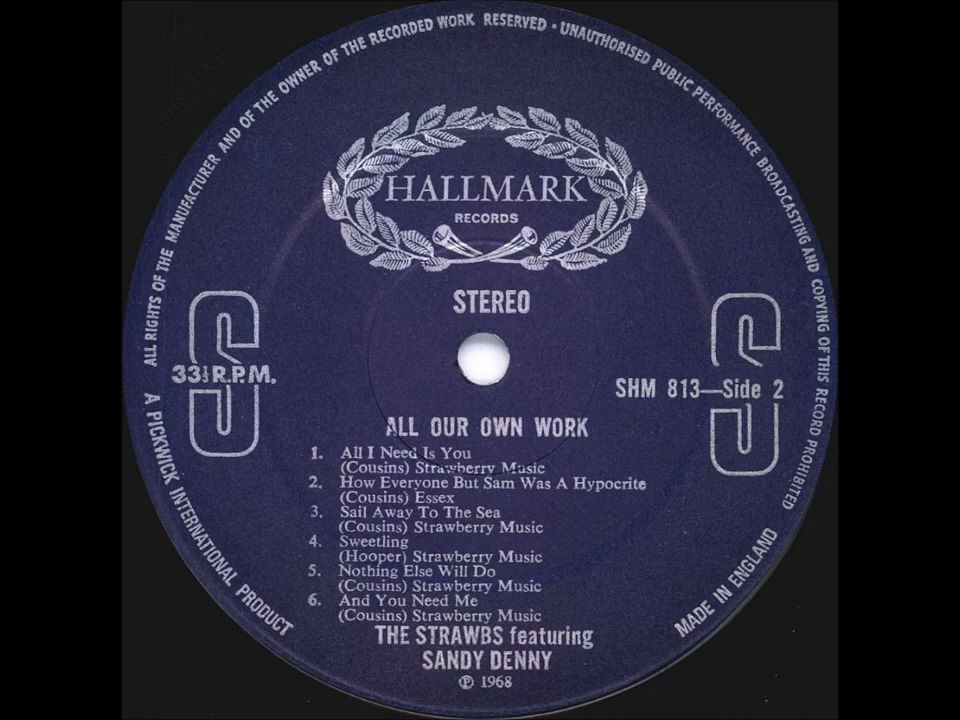 ALL RIGHTS OF THE MANUFACTURER AND OF THE OWNER OF THE RECORDED WORK RESERVED · UNAUTHORISED PUBLIC PERFORMANCE BROADCASTING AND COPYING OF THIS RECORD PROHIBITED
HALLMARK
RECORDS
STEREO
S
S
33⅓ R.P.M.
SHM 813—Side 2
ALL OUR OWN WORK
1. All I Need Is You
(Cousins) Strawberry Music
2. How Everyone But Sam Was A Hypocrite
(Cousins) Essex
3. Sail Away To The Sea
(Cousins) Strawberry Music
4. Sweetling
(Hooper) Strawberry Music
5. Nothing Else Will Do
(Cousins) Strawberry Music
6. And You Need Me
(Cousins) Strawberry Music
THE STRAWBS featuring
SANDY DENNY
℗ 1968
A PICKWICK INTERNATIONAL PRODUCT
MADE IN ENGLAND